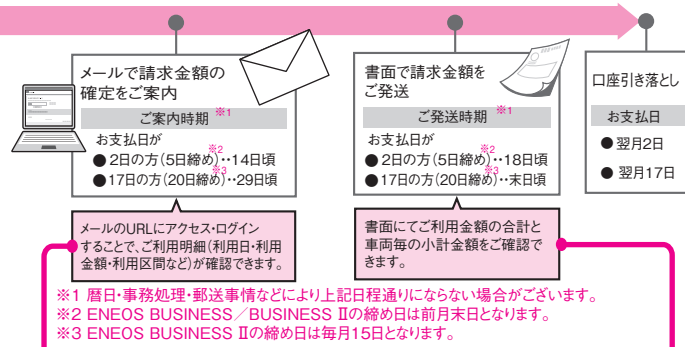 メールで請求金額の
確定をご案内
ご案内時期 ※1
お支払日が
※2
●2日の方(5日締め)‥14日頃
※3
●17日の方(20日締め)‥29日頃
メールのURLにアクセス・ログイン
することで、ご利用明細(利用日・利用
金額・利用区間など)が確認できます。
書面で請求金額を
ご発送
ご発送時期 ※1
お支払日が
※2
●2日の方(5日締め)‥18日頃
※3
●17日の方(20日締め)‥末日頃
書面にてご利用金額の合計と
車両毎の小計金額をご確認で
きます。
口座引き落とし
お支払日
●翌月2日
●翌月17日
※1 暦日・事務処理・郵送事情などにより上記日程通りにならない場合がございます。
※2 ENEOS BUSINESS/BUSINESS Ⅱの締め日は前月末日となります。
※3 ENEOS BUSINESS Ⅱの締め日は毎月15日となります。